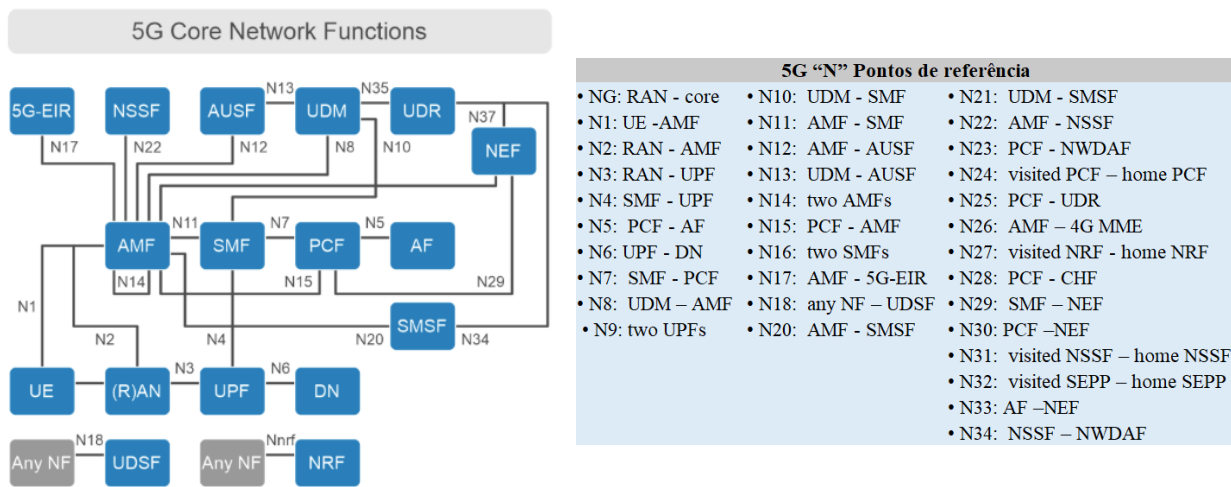 5G Core Network Functions
5G-EIR NSSF AUSF N13 UDM N35 UDR
N37
NEF
N17 N22 N12 N8 N10
AMF N11 SMF N7 PCF N5 AF
N14 N15 N29
N1
N2 N4 N20 SMSF N34
UE (R)AN N3 UPF N6 DN
Any NF N18 UDSF Any NF Nnrf NRF
5G “N” Pontos de referência
• NG: RAN - core
• N1: UE -AMF
• N2: RAN - AMF
• N3: RAN - UPF
• N4: SMF - UPF
• N5: PCF - AF
• N6: UPF - DN
• N7: SMF - PCF
• N8: UDM – AMF
• N9: two UPFs
• N10: UDM - SMF
• N11: AMF - SMF
• N12: AMF - AUSF
• N13: UDM - AUSF
• N14: two AMFs
• N15: PCF - AMF
• N16: two SMFs
• N17: AMF - 5G-EIR
• N18: any NF – UDSF
• N20: AMF - SMSF
• N21: UDM - SMSF
• N22: AMF - NSSF
• N23: PCF - NWDAF
• N24: visited PCF – home PCF
• N25: PCF - UDR
• N26: AMF – 4G MME
• N27: visited NRF - home NRF
• N28: PCF - CHF
• N29: SMF – NEF
• N30: PCF –NEF
• N31: visited NSSF – home NSSF
• N32: visited SEPP – home SEPP
• N33: AF –NEF
• N34: NSSF – NWDAF